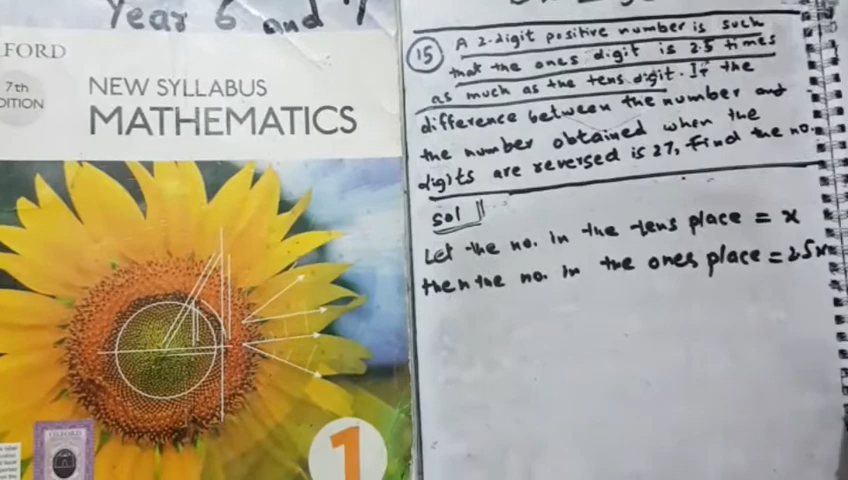 Year 6 and 7
FORD
7th
DITION
NEW SYLLABUS
MATHEMATICS
1
15 A 2-digit positive number is such
that the ones digit is 2.5 times
as much as the tens digit. If the
difference between the number and
the number obtained when the
digits are reversed is 27, find the no.
sol
Let the no. in the tens place = x
then the no. in the ones place = 2.5x